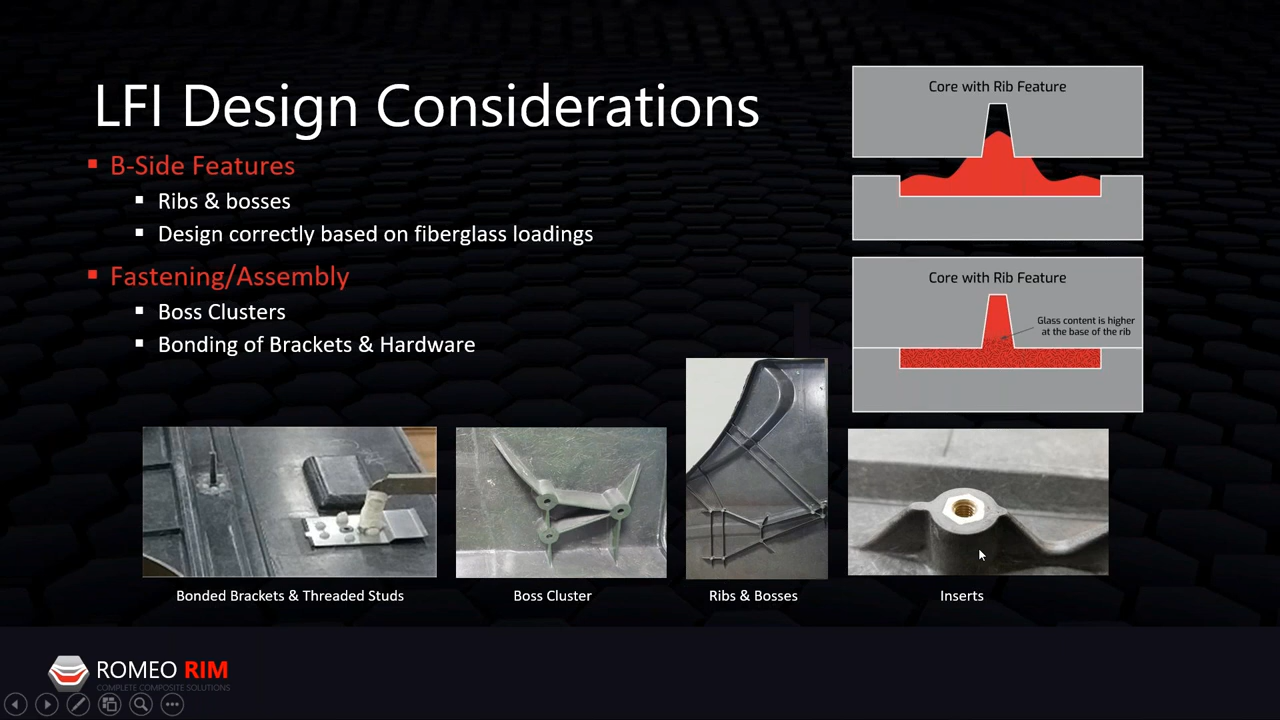 LFI Design Considerations
B-Side Features
Ribs & bosses
Design correctly based on fiberglass loadings
Fastening/Assembly
Boss Clusters
Bonding of Brackets & Hardware
Core with Rib Feature
Core with Rib Feature
Glass content is higher
at the base of the rib
Bonded Brackets & Threaded Studs
Boss Cluster
Ribs & Bosses
Inserts
ROMEO RIM
COMPLETE COMPOSITE SOLUTIONS